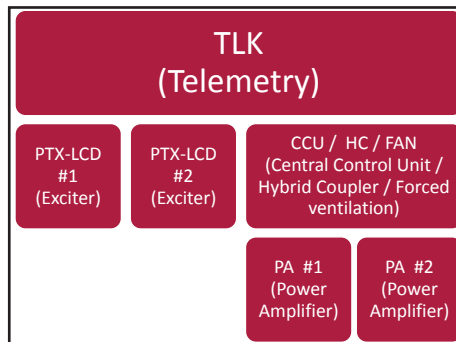 TLK
(Telemetry)
PTX-LCD
#1
(Exciter)
PTX-LCD
#2
(Exciter)
CCU / HC / FAN
(Central Control Unit /
Hybrid Coupler / Forced
ventilation)
PA #1
(Power
Amplifier)
PA #2
(Power
Amplifier)